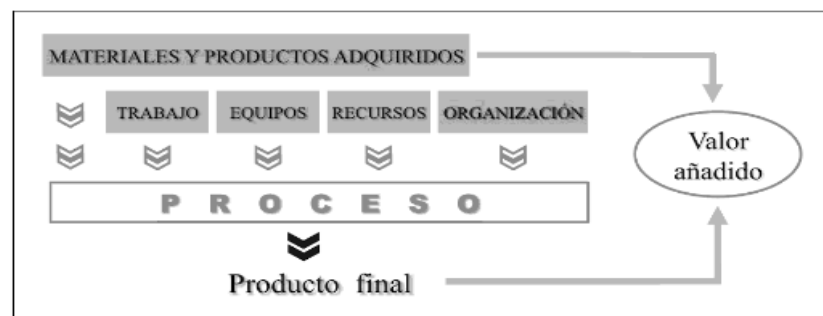 MATERIALES Y PRODUCTOS ADQUIRIDOS
TRABAJO EQUIPOS RECURSOS ORGANIZACIÓN
Valor
añadido
PROCESO
Producto final